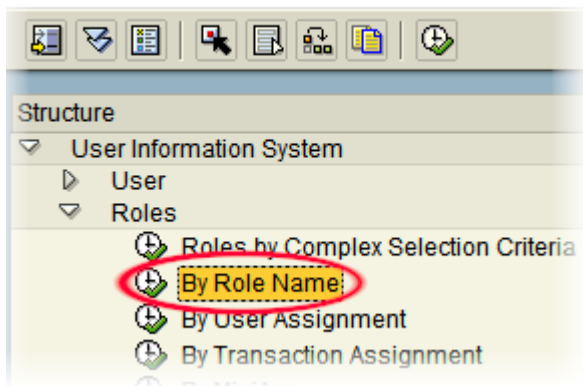 Structure
User Information System
User
Roles
Roles by Complex Selection Criteria
By Role Name
By User Assignment
By Transaction Assignment